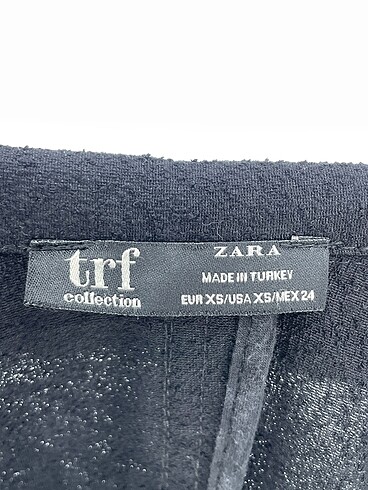 trf
collection
ZARA
MADE IN TURKEY
EUR XS/USA XS/MEX 24